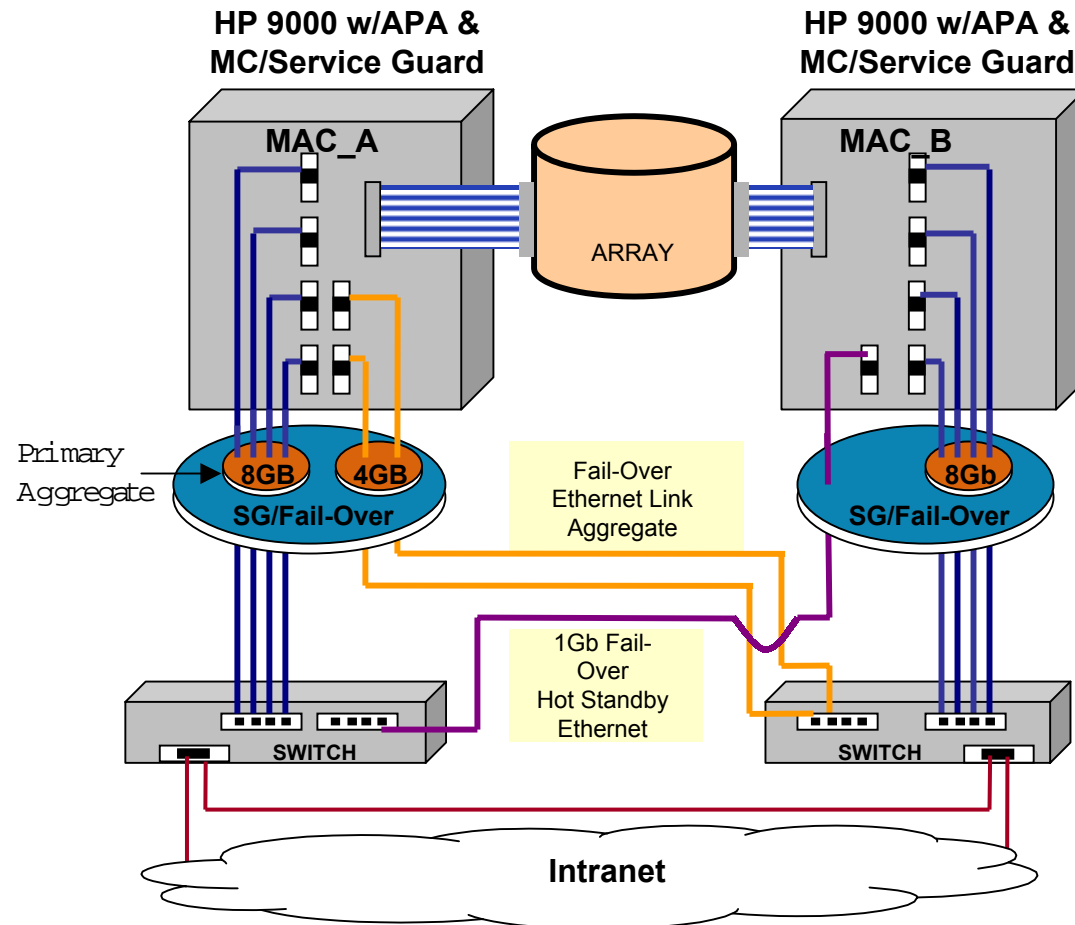 HP 9000 w/APA &
MC/Service Guard
HP 9000 w/APA &
MC/Service Guard
MAC_A
MAC_B
ARRAY
Primary
Aggregate
8GB
4GB
SG/Fail-Over
Fail-Over
Ethernet Link
Aggregate
8Gb
SG/Fail-Over
1Gb Fail-
Over
Hot Standby
Ethernet
SWITCH
SWITCH
Intranet